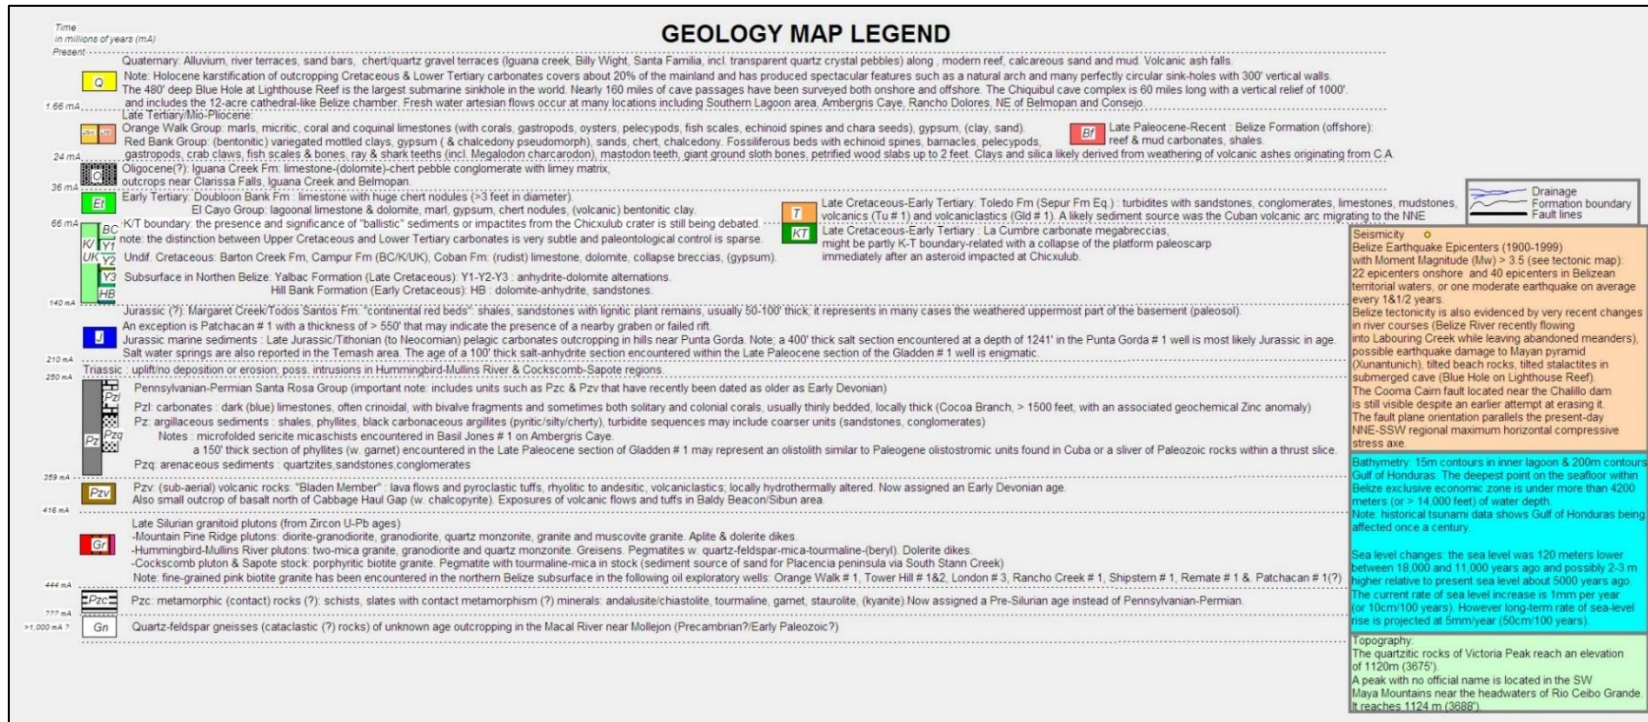 Time
in millions of years (mA)
Present
GEOLOGY MAP LEGEND
Quaternary: Alluvium, river terraces, sand bars, chert/quartz gravel terraces (Iguana creek, Billy Wight, Santa Familia, incl. transparent quartz crystal pebbles) along , modern reef, calcareous sand and mud. Volcanic ash falls.
Q
Note: Holocene karstification of outcropping Cretaceous & Lower Tertiary carbonates covers about 20% of the mainland and has produced spectacular features such as a natural arch and many perfectly circular sink-holes with 300' vertical walls.
The 480' deep Blue Hole at Lighthouse Reef is the largest submarine sinkhole in the world. Nearly 160 miles of cave passages have been surveyed both onshore and offshore. The Chiquibul cave complex is 60 miles long with a vertical relief of 1000'.
1.66 mA
and includes the 12-acre cathedral-like Belize chamber. Fresh water artesian flows occur at many locations including Southern Lagoon area, Ambergris Caye, Rancho Dolores, NE of Belmopan and Consejo.
Late Tertiary/Mio-Pliocene:
Orange Walk Group: marls, micritic, coral and coquinal limestones (with corals, gastropods, oysters, pelecypods, fish scales, echinoid spines and chara seeds), gypsum, (clay, sand).
Red Bank Group: (bentonitic) variegated mottled clays, gypsum ( & chalcedony pseudomorph), sands, chert, chalcedony. Fossiliferous beds with echinoid spines, barnacles, pelecypods,
24 mA
gastropods, crab claws, fish scales & bones, ray & shark teeth (incl. Megalodon charcarodon), mastodon teeth, giant ground sloth bones, petrified wood slabs up to 2 feet. Clays and silica likely derived from weathering of volcanic ashes originating from C.A.
Bf
Late Paleocene-Recent : Belize Formation (offshore):
reef & mud carbonates, shales.
O
Oligocene(?): Iguana Creek Fm: limestone-(dolomite)-chert pebble conglomerate with limey matrix,
outcrops near Clarissa Falls, Iguana Creek and Belmopan.
36 mA
Et
Early Tertiary: Doubloon Bank Fm : limestone with huge chert nodules (>3 feet in diameter).
El Cayo Group: lagoonal limestone & dolomite, marl, gypsum, chert nodules, (volcanic) bentonitic clay.
66 mA
K/T boundary: the presence and significance of "ballistic" sediments or impactites from the Chicxulub crater is still being debated.
note: the distinction between Upper Cretaceous and Lower Tertiary carbonates is very subtle and paleontological control is sparse.
T
Late Cretaceous-Early Tertiary: Toledo Fm (Sepur Fm Eq.) : turbidites with sandstones, conglomerates, limestones, mudstones,
volcanics (Tu # 1) and volcaniclastics (Gld # 1). A likely sediment source was the Cuban volcanic arc migrating to the NNE
KT
Late Cretaceous-Early Tertiary : La Cumbre carbonate megabreccias,
might be partly K-T boundary-related with a collapse of the platform paleoscarp
immediately after an asteroid impacted at Chicxulub.
K/
UK
BC
Y1
Y2
Y3
HB
Undif. Cretaceous: Barton Creek Fm, Campur Fm (BC/K/UK), Coban Fm: (rudist) limestone, dolomite, collapse breccias, (gypsum).
Subsurface in Northen Belize: Yalbac Formation (Late Cretaceous): Y1-Y2-Y3 : anhydrite-dolomite alternations.
Hill Bank Formation (Early Cretaceous): HB : dolomite-anhydrite, sandstones.
140 mA
Jurassic (?): Margaret Creek/Todos Santos Fm: "continental red beds": shales, sandstones with lignitic plant remains, usually 50-100' thick; it represents in many cases the weathered uppermost part of the basement (paleosol).
An exception is Patchacan # 1 with a thickness of > 550' that may indicate the presence of a nearby graben or failed rift.
J
Jurassic marine sediments : Late Jurassic/Tithonian (to Neocomian) pelagic carbonates outcropping in hills near Punta Gorda. Note; a 400' thick salt section encountered at a depth of 1241' in the Punta Gorda # 1 well is most likely Jurassic in age.
Salt water springs are also reported in the Temash area. The age of a 100' thick salt-anhydrite section encountered within the Late Paleocene section of the Gladden # 1 well is enigmatic.
210 mA
Triassic : uplift/no deposition or erosion; poss. intrusions in Hummingbird-Mullins River & Cockscomb-Sapote regions.
250 mA
Pennsylvanian-Permian Santa Rosa Group (important note: includes units such as Pzc & Pzv that have recently been dated as older as Early Devonian)
Pzl
Pzl: carbonates : dark (blue) limestones, often crinoidal, with bivalve fragments and sometimes both solitary and colonial corals, usually thinly bedded, locally thick (Cocoa Branch, > 1500 feet, with an associated geochemical Zinc anomaly)
Pz: argillaceous sediments : shales, phyllites, black carbonaceous argillites (pyritic/silty/cherty), turbidite sequences may include coarser units (sandstones, conglomerates)
Pz
Pzq
Notes : microfolded sericite micaschists encountered in Basil Jones # 1 on Ambergris Caye.
a 150' thick section of phyllites (w. garnet) encountered in the Late Paleocene section of Gladden # 1 may represent an olistolith similar to Paleogene olistostromic units found in Cuba or a sliver of Paleozoic rocks within a thrust slice.
Pzq: arenaceous sediments : quartzites,sandstones,conglomerates
359 mA
Pzv
Pzv: (sub-aerial) volcanic rocks: "Bladen Member" : lava flows and pyroclastic tuffs, rhyolitic to andesitic, volcaniclastics; locally hydrothermally altered. Now assigned an Early Devonian age.
Also small outcrop of basalt north of Cabbage Haul Gap (w. chalcopyrite). Exposures of volcanic flows and tuffs in Baldy Beacon/Sibun area.
416 mA
Late Silurian granitoid plutons (from Zircon U-Pb ages)
Gr
-Mountain Pine Ridge plutons: diorite-granodiorite, granodiorite, quartz monzonite, granite and muscovite granite. Aplite & dolerite dikes.
-Hummingbird-Mullins River plutons: two-mica granite, granodiorite and quartz monzonite. Greisens. Pegmatites w. quartz-feldspar-mica-tourmaline-(beryl). Dolerite dikes.
-Cockscomb pluton & Sapote stock: porphyritic biotite granite. Pegmatite with tourmaline-mica in stock (sediment source of sand for Placencia peninsula via South Stann Creek)
Note: fine-grained pink biotite granite has been encountered in the northern Belize subsurface in the following oil exploratory wells: Orange Walk # 1, Tower Hill # 1&2, London # 3, Rancho Creek # 1, Shipstern # 1, Remate # 1 &. Patchacan # 1(?)
444 mA
Pzc
Pzc: metamorphic (contact) rocks (?): schists, slates with contact metamorphism (?) minerals: andalusite/chiastolite, tourmaline, garnet, staurolite, (kyanite).Now assigned a Pre-Silurian age instead of Pennsylvanian-Permian.
??? mA
Gn
>1,000 mA ?
Quartz-feldspar gneisses (cataclastic (?) rocks) of unknown age outcropping in the Macal River near Mollejon (Precambrian?/Early Paleozoic?)
Drainage
Formation boundary
Fault lines
Seismicity
Belize Earthquake Epicenters (1900-1999)
with Moment Magnitude (Mw) > 3.5 (see tectonic map):
22 epicenters onshore and 40 epicenters in Belizean
territorial waters, or one moderate earthquake on average
every 1&1/2 years.
Belize tectonicity is also evidenced by very recent changes
in river courses (Belize River recently flowing
into Labouring Creek while leaving abandoned meanders),
possible earthquake damage to Mayan pyramid
(Xunantunich), tilted beach rocks, tilted stalactites in
submerged cave (Blue Hole on Lighthouse Reef).
The Cooma Cairn fault located near the Chalillo dam
is still visible despite an earlier attempt at erasing it.
The fault plane orientation parallels the present-day
NNE-SSW regional maximum horizontal compressive
stress axe.
Bathymetry: 15m contours in inner lagoon & 200m contours
Gulf of Honduras. The deepest point on the seafloor within
Belize exclusive economic zone is under more than 4200
meters (or > 14,000 feet) of water depth.
Note: historical tsunami data shows Gulf of Honduras being
affected once a century.
Sea level changes: the sea level was 120 meters lower
between 18,000 and 11,000 years ago and possibly 2-3 m
higher relative to present sea level about 5000 years ago.
The current rate of sea level increase is 1mm per year
(or 10cm/100 years). However long-term rate of sea-level
rise is projected at 5mm/year (50cm/100 years).
Topography:
The quartzitic rocks of Victoria Peak reach an elevation
of 1120m (3675').
A peak with no official name is located in the SW
Maya Mountains near the headwaters of Rio Ceibo Grande.
It reaches 1124 m (3688').